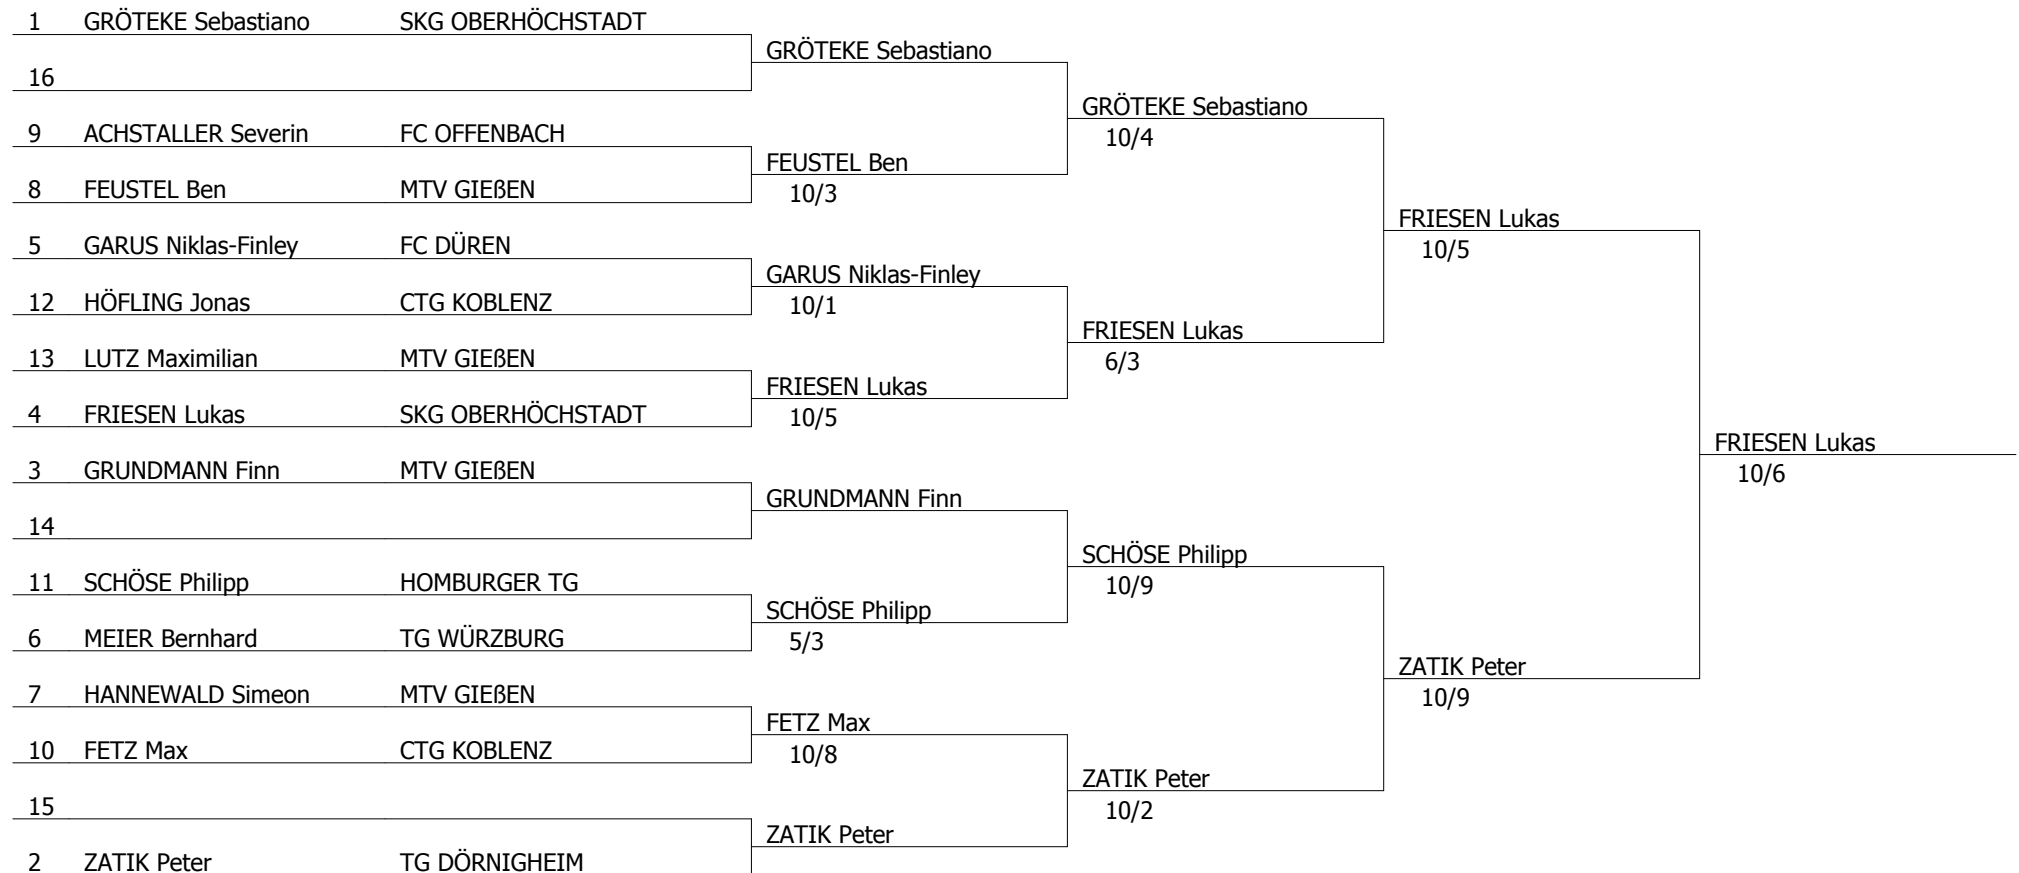 1 GRÖTEKE Sebastiano SKG OBERHÖCHSTADT
GRÖTEKE Sebastiano
16
GRÖTEKE Sebastiano
10/4
9 ACHSTALLER Severin FC OFFENBACH
FEUSTEL Ben
10/3
8 FEUSTEL Ben MTV GIEßEN
FRIESEN Lukas
10/5
5 GARUS Niklas-Finley FC DÜREN
GARUS Niklas-Finley
10/1
12 HÖFLING Jonas CTG KOBLENZ
FRIESEN Lukas
6/3
13 LUTZ Maximilian MTV GIEßEN
FRIESEN Lukas
10/5
4 FRIESEN Lukas SKG OBERHÖCHSTADT
FRIESEN Lukas
10/6
3 GRUNDMANN Finn MTV GIEßEN
GRUNDMANN Finn
14
SCHÖSE Philipp
10/9
11 SCHÖSE Philipp HOMBURGER TG
SCHÖSE Philipp
5/3
6 MEIER Bernhard TG WÜRZBURG
ZATIK Peter
10/9
7 HANNEWALD Simeon MTV GIEßEN
FETZ Max
10/8
10 FETZ Max CTG KOBLENZ
ZATIK Peter
10/2
15
ZATIK Peter
2 ZATIK Peter TG DÖRNIGHEIM